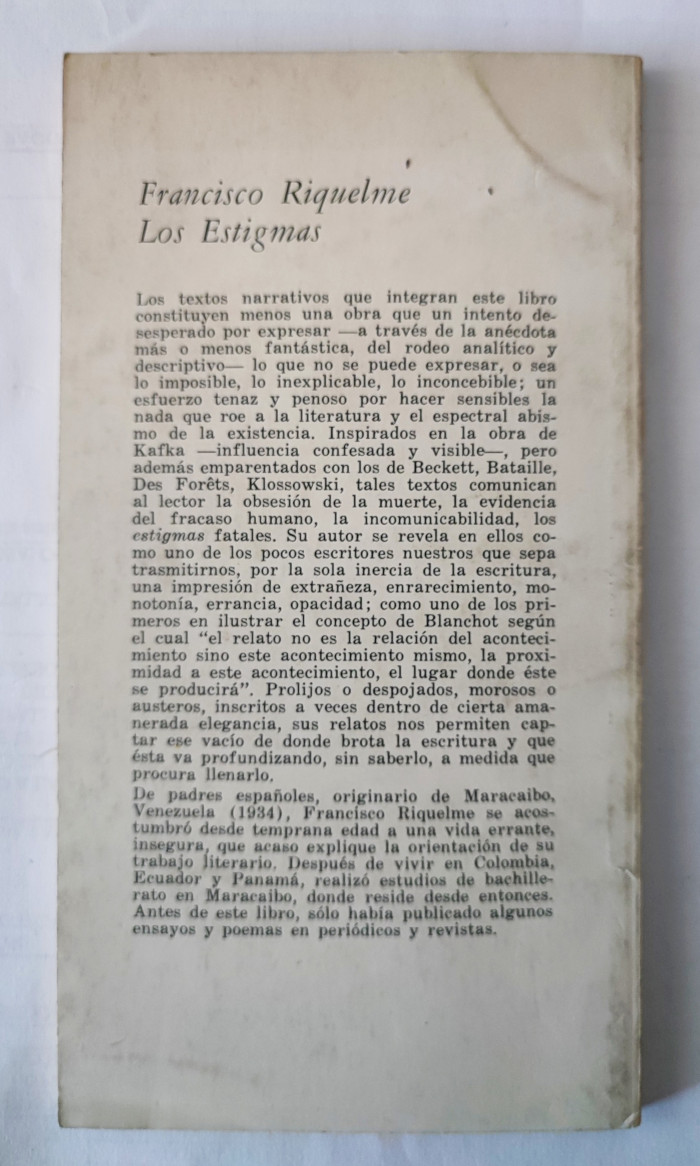 Francisco Riquelme
Los Estigmas
Los textos narrativos que integran este libro
constituyen menos una obra que un intento de-
sesperado por expresar —a través de la anécdota
más o menos fantástica, del rodeo analítico y
descriptivo— lo que no se puede expresar, o sea
lo imposible, lo inexplicable, lo inconcebible; un
esfuerzo tenaz y penoso por hacer sensibles la
nada que roe a la literatura y el espectral abis-
mo de la existencia. Inspirados en la obra de
Kafka —influencia confesada y visible—, pero
además emparentados con los de Beckett, Bataille,
Des Forêts, Klossowski, tales textos comunican
al lector la obsesión de la muerte, la evidencia
del fracaso humano, la incomunicabilidad, los
estigmas fatales. Su autor se revela en ellos co-
mo uno de los pocos escritores nuestros que sepa
trasmitirnos, por la sola inercia de la escritura,
una impresión de extrañeza, enrarecimiento, mo-
notonía, errancia, opacidad; como uno de los pri-
meros en ilustrar el concepto de Blanchot según
el cual “el relato no es la relación del aconteci-
miento sino este acontecimiento mismo, la proxi-
midad a este acontecimiento, el lugar donde éste
se producirá”. Prolijos o despojados, morosos o
austeros, inscritos a veces dentro de cierta ama-
nerada elegancia, sus relatos nos permiten cap-
tar ese vacío de donde brota la escritura y que
ésta va profundizando, sin saberlo, a medida que
procura llenarlo.
De padres españoles, originario de Maracaibo,
Venezuela (1934), Francisco Riquelme se acos-
tumbró desde temprana edad a una vida errante,
insegura, que acaso explique la orientación de su
trabajo literario. Después de vivir en Colombia,
Ecuador y Panamá, realizó estudios de bachille-
rato en Maracaibo, donde reside desde entonces.
Antes de este libro, sólo había publicado algunos
ensayos y poemas en periódicos y revistas.